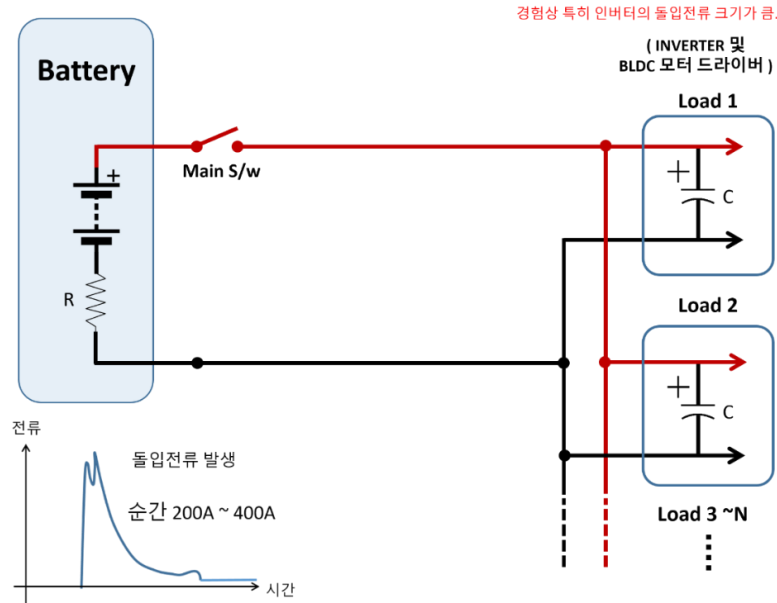 경험상 특히 인버터의 돌입전류 크기가 큼.
( INVERTER 및
BLDC 모터 드라이버 )
Battery
Load 1
+
Main S/w
+
C
R
Load 2
+
C
전류
돌입전류 발생
순간 200A ~ 400A
시간
Load 3 ~N